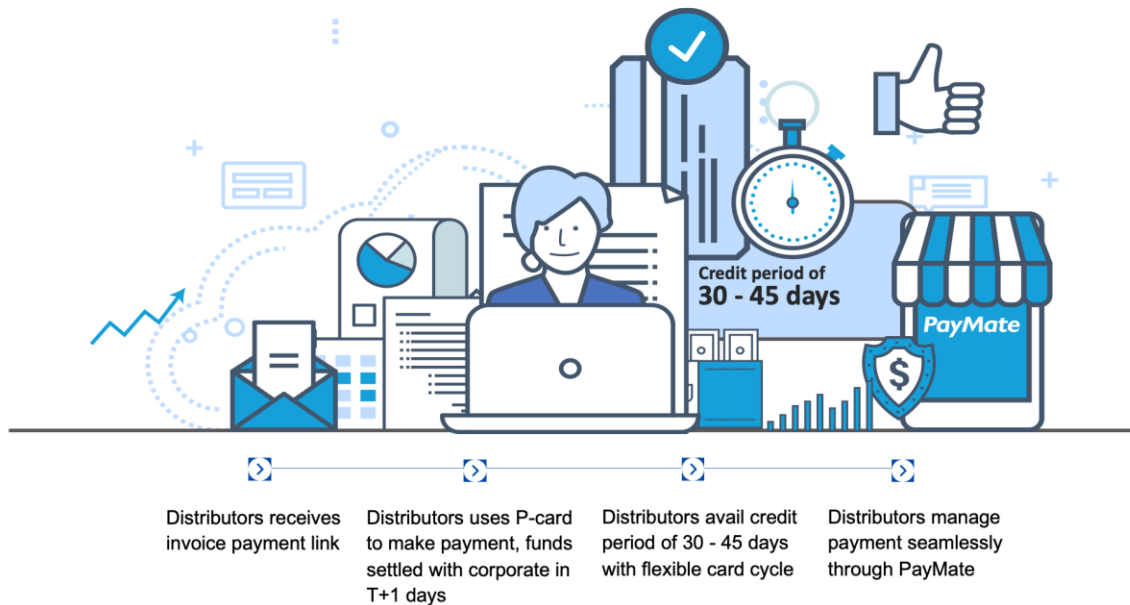 Credit period of
30 - 45 days
PayMate
$
Distributors receives
invoice payment link
Distributors uses P-card
to make payment, funds
settled with corporate in
T+1 days
Distributors avail credit
period of 30 - 45 days
with flexible card cycle
Distributors manage
payment seamlessly
through PayMate